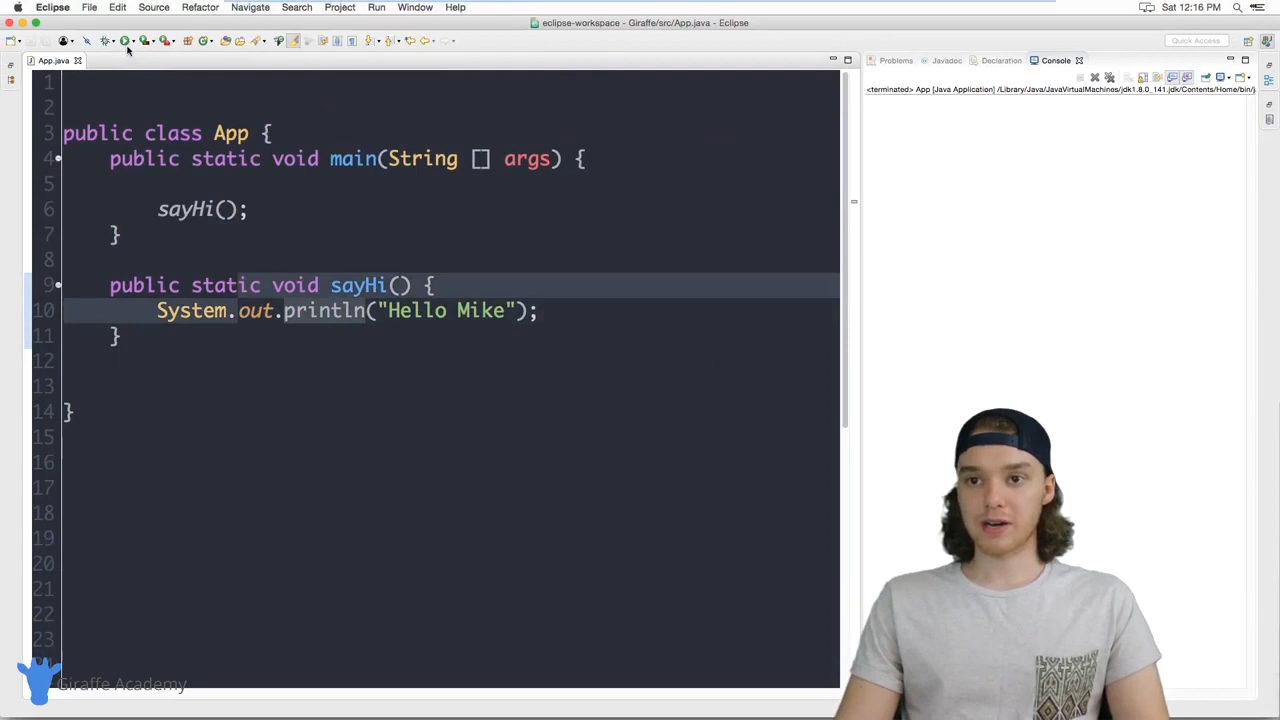 Eclipse File Edit Source Refactor Navigate Search Project Run Window Help Sat 12:16 PM
eclipse-workspace - Giraffe/src/App.java - Eclipse
Quick Access
App.java Problems Javadoc Declaration Console
<terminated> App [Java Application] /Library/Java/JavaVirtualMachines/jdk1.8.0_141.jdk/Contents/Home/bin/j
1
2
3 public class App {
4 public static void main(String [] args) {
5
6 sayHi();
7 }
8
9 public static void sayHi() {
10 System.out.println("Hello Mike");
11 }
12
13
14 }
15
16
17
18
19
20
21
22
23
Giraffe Academy